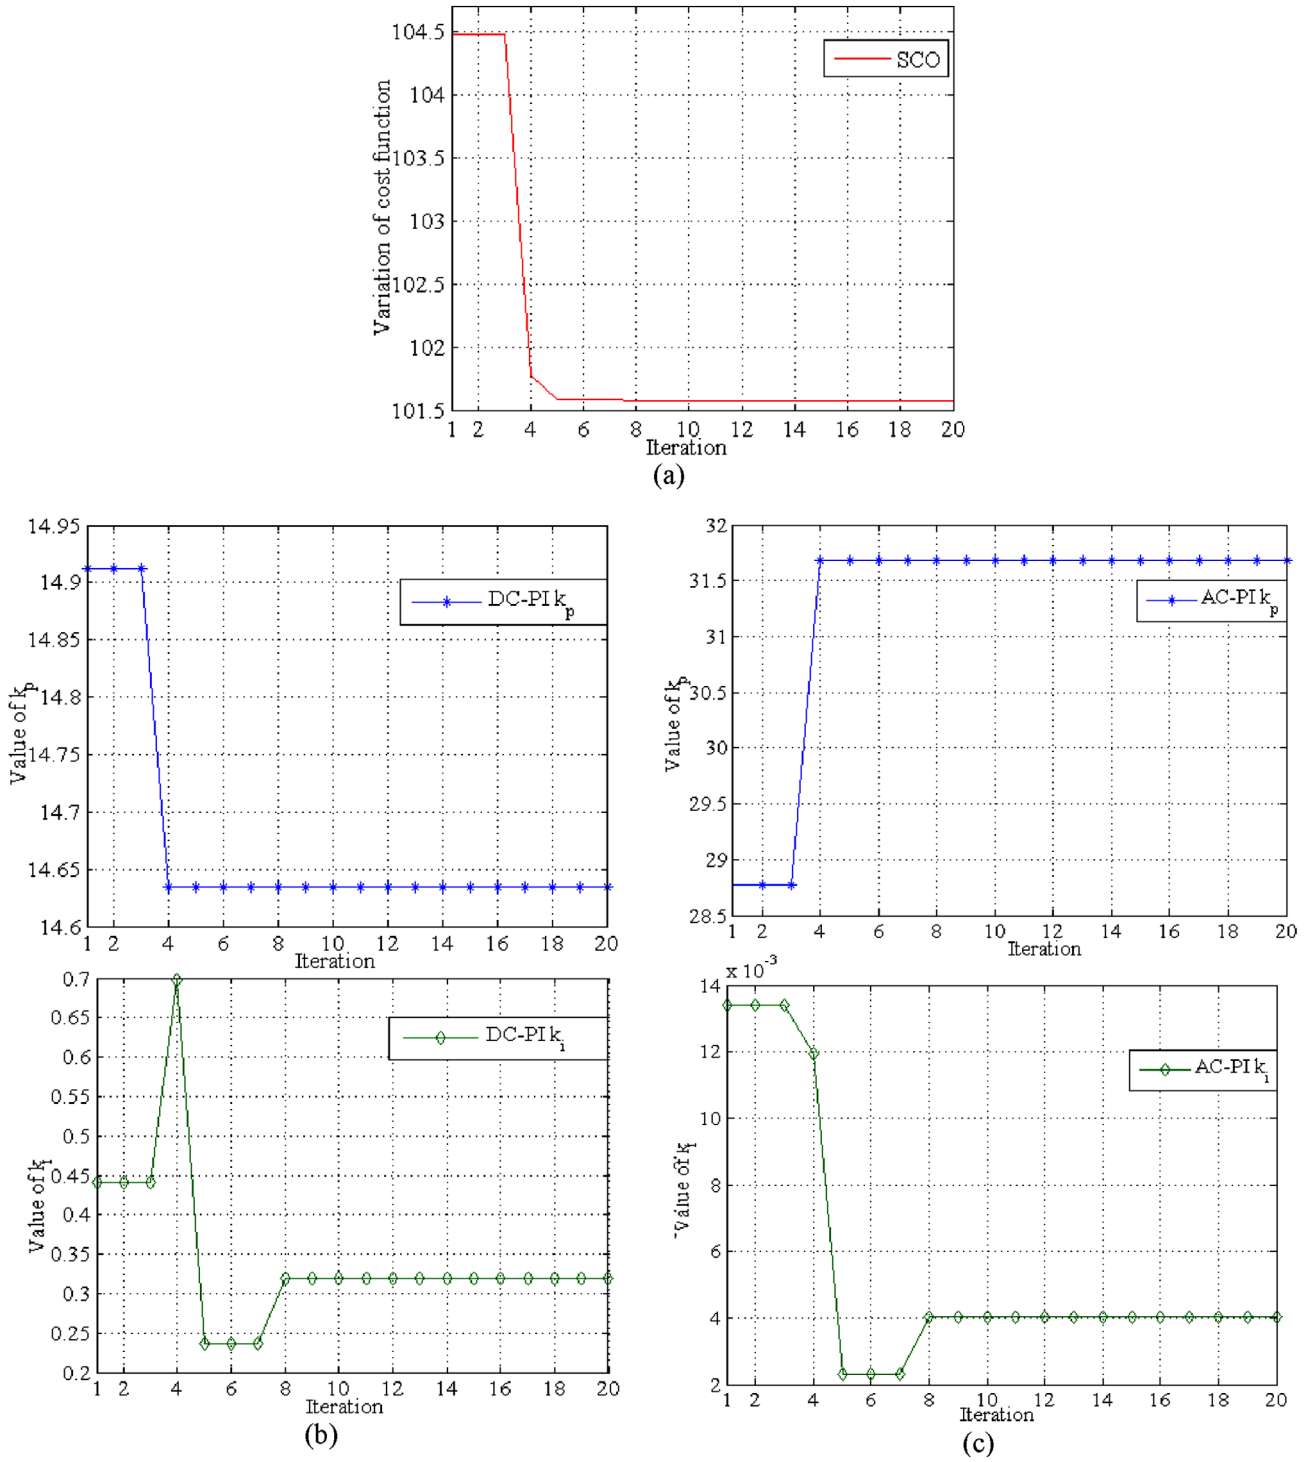 104.5
104
103.5
103
102.5
102
101.5
Variation of cost function
SCO
1 2 4 6 8 10 12 14 16 18 20
Iteration
(a)
14.95
14.9
14.85
14.8
14.75
14.7
14.65
14.6
Value of kp
DC-PI kp
1 2 4 6 8 10 12 14 16 18 20
Iteration
32
31.5
31
30.5
30
29.5
29
28.5
Value of kp
AC-PI kp
1 2 4 6 8 10 12 14 16 18 20
Iteration
0.7
0.65
0.6
0.55
0.5
0.45
0.4
0.35
0.3
0.25
0.2
Value of ki
DC-PI ki
1 2 4 6 8 10 12 14 16 18 20
Iteration
(b)
x 10-3
14
12
10
8
6
4
2
Value of ki
AC-PI ki
1 2 4 6 8 10 12 14 16 18 20
Iteration
(c)